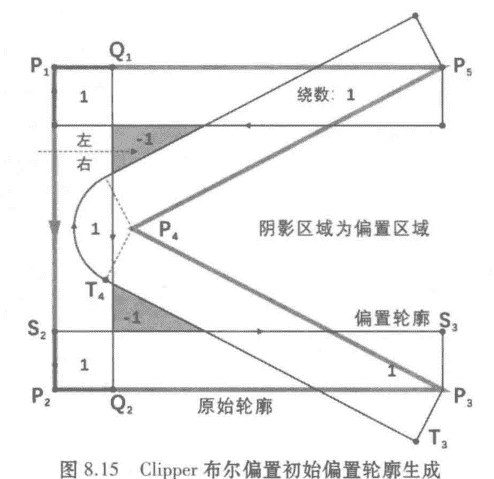 Q₁
P₁
P₅
1
绕数：1
左
-1
右
1
P₄
阴影区域为偏置区域
T₄
-1
偏置轮廓
S₃
S₂
1
1
P₂
Q₂
原始轮廓
P₃
T₃
图 8.15 Clipper 布尔偏置初始偏置轮廓生成